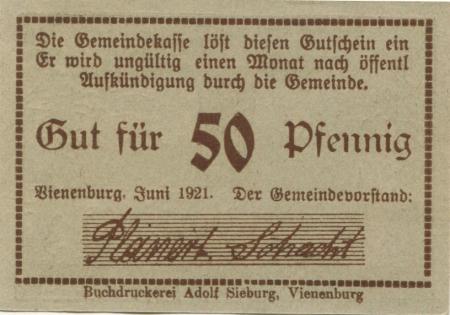 Die Gemeindekasse löst diesen Gutschein ein
Er wird ungültig einen Monat nach öffentl
Aufkündigung durch die Gemeinde.
Gut für 50 Pfennig
Vienenburg, Juni 1921. Der Gemeindevorstand:
Schacht
Buchdruckerei Adolf Sieburg, Vienenburg